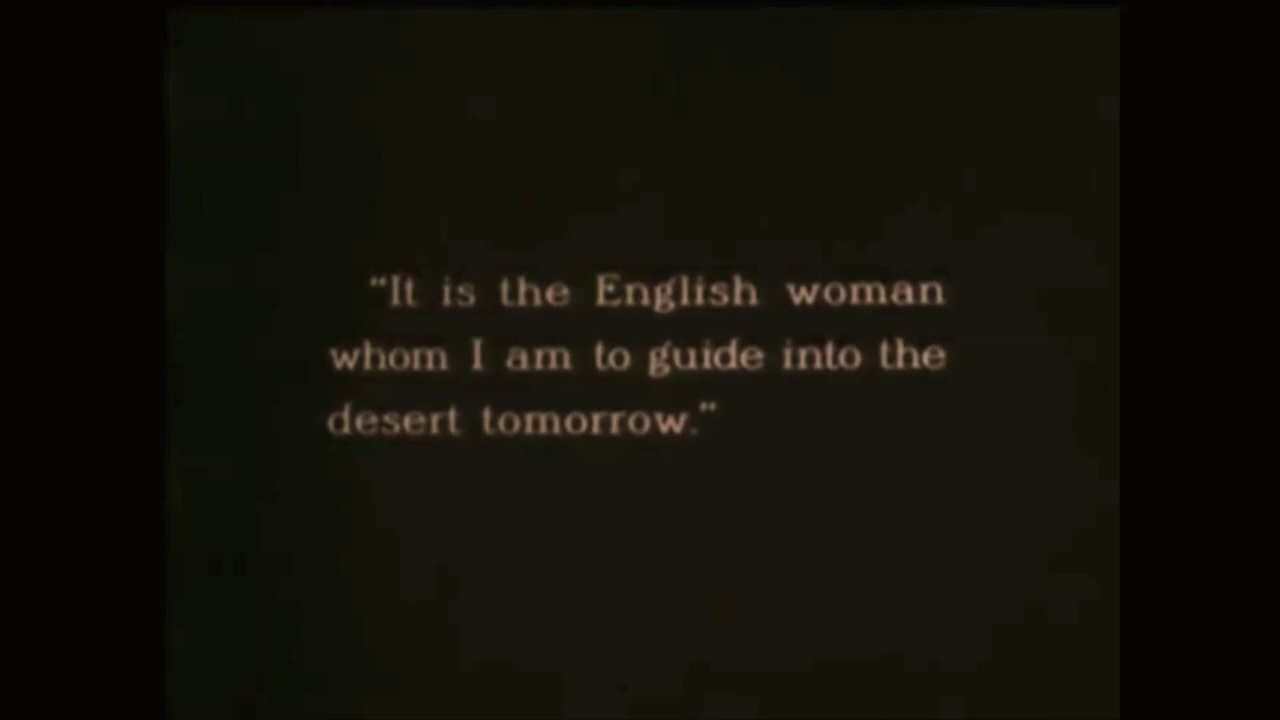 “It is the English woman
whom I am to guide into the
desert tomorrow.”